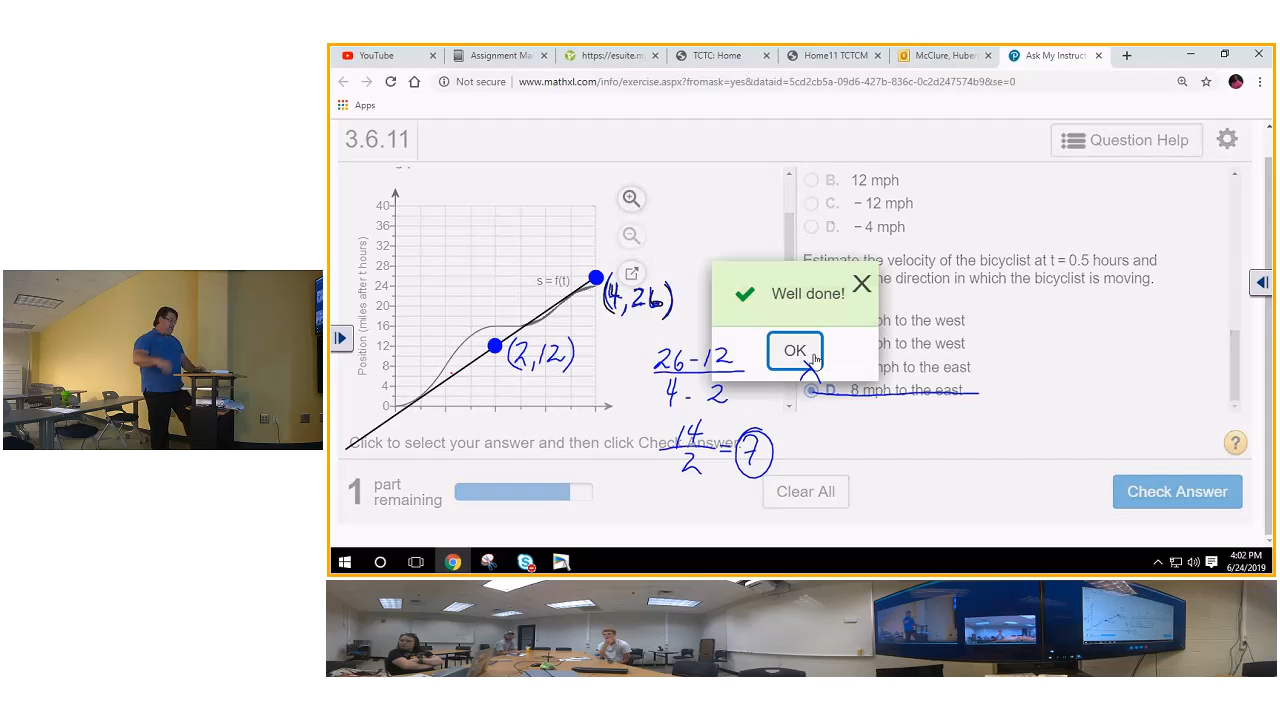 YouTube
Assignment Ma
https://esuite.m
TCTC: Home
Home11 TCTCM
McClure, Huber
Ask My Instruct
Not secure
www.mathxl.com/info/exercise.aspx?fromask=yes&dataid=5cd2cb5a-09d6-427b-836c-0c2d247574b9&se=0
Apps
3.6.11
Question Help
40
36
32
28
24
20
16
12
8
4
0
Position (miles after t hours)
s = f(t)
(4, 26)
(2, 12)
26 - 12
4 - 2
14
2
= 7
B. 12 mph
C. - 12 mph
D. - 4 mph
Estimate the velocity of the bicyclist at t = 0.5 hours and
the direction in which the bicyclist is moving.
ph to the west
ph to the west
mph to the east
D. 8 mph to the east
Well done!
OK
Click to select your answer and then click Check Answer.
1 part
remaining
Clear All
Check Answer
?
4:02 PM
6/24/2019